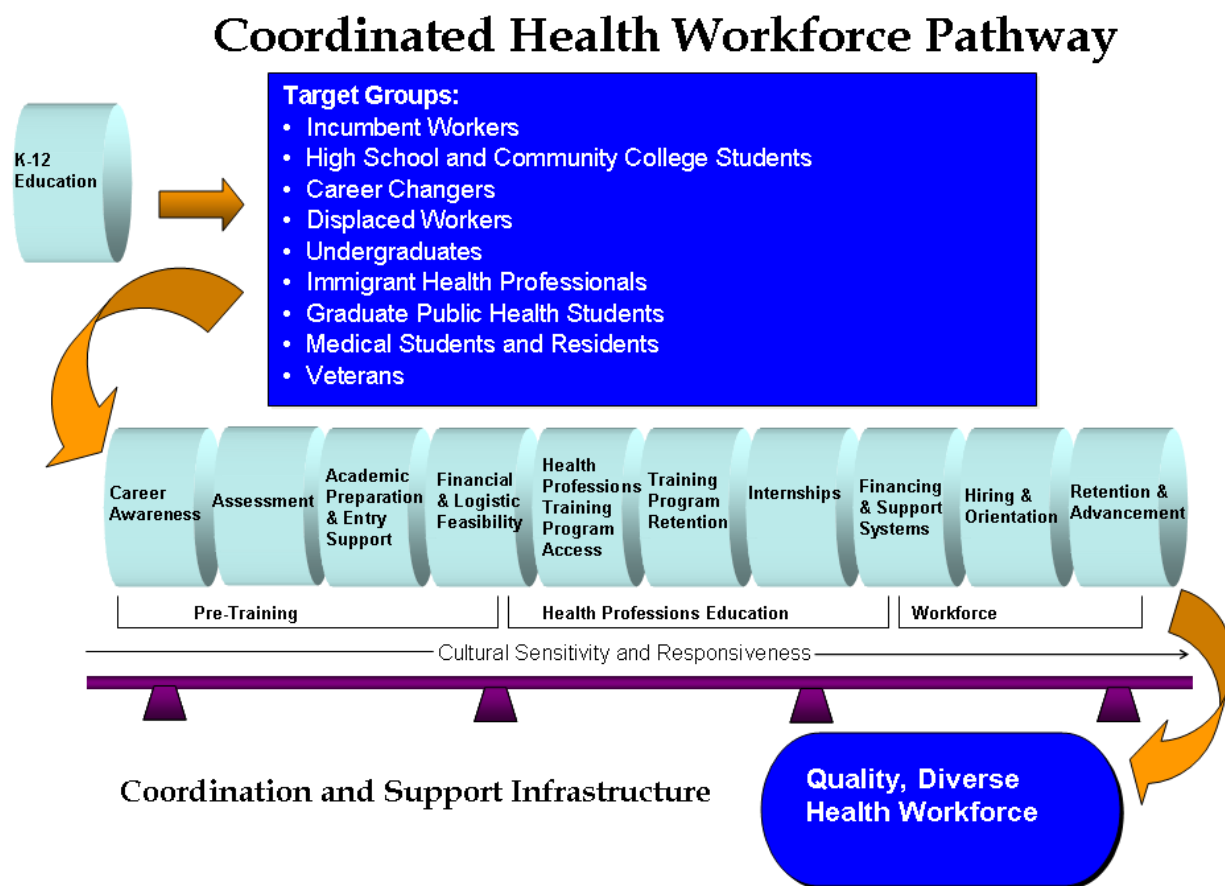 Coordinated Health Workforce Pathway
K-12
Education
Target Groups:
• Incumbent Workers
• High School and Community College Students
• Career Changers
• Displaced Workers
• Undergraduates
• Immigrant Health Professionals
• Graduate Public Health Students
• Medical Students and Residents
• Veterans
Career
Awareness
Assessment
Academic
Preparation
& Entry
Support
Financial
& Logistic
Feasibility
Health
Professions
Training
Program
Access
Training
Program
Retention
Internships
Financing
& Support
Systems
Hiring &
Orientation
Retention &
Advancement
Pre-Training
Health Professions Education
Workforce
Cultural Sensitivity and Responsiveness
Coordination and Support Infrastructure
Quality, Diverse
Health Workforce